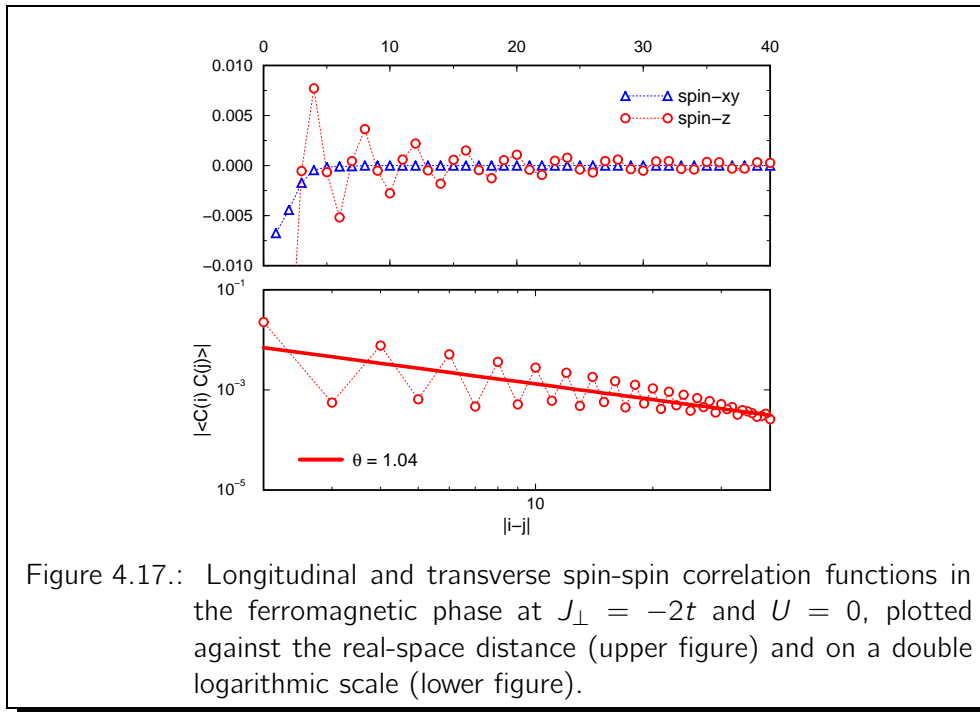 0 10 20 30 40
0.010
0.005
0.000
−0.005
−0.010
spin−xy
spin−z
10⁻¹
10⁻³
10⁻⁵
|<C(i) C(j)>|
θ = 1.04
10
|i−j|
Figure 4.17.: Longitudinal and transverse spin-spin correlation functions in
the ferromagnetic phase at J⊥ = −2t and U = 0, plotted
against the real-space distance (upper figure) and on a double
logarithmic scale (lower figure).